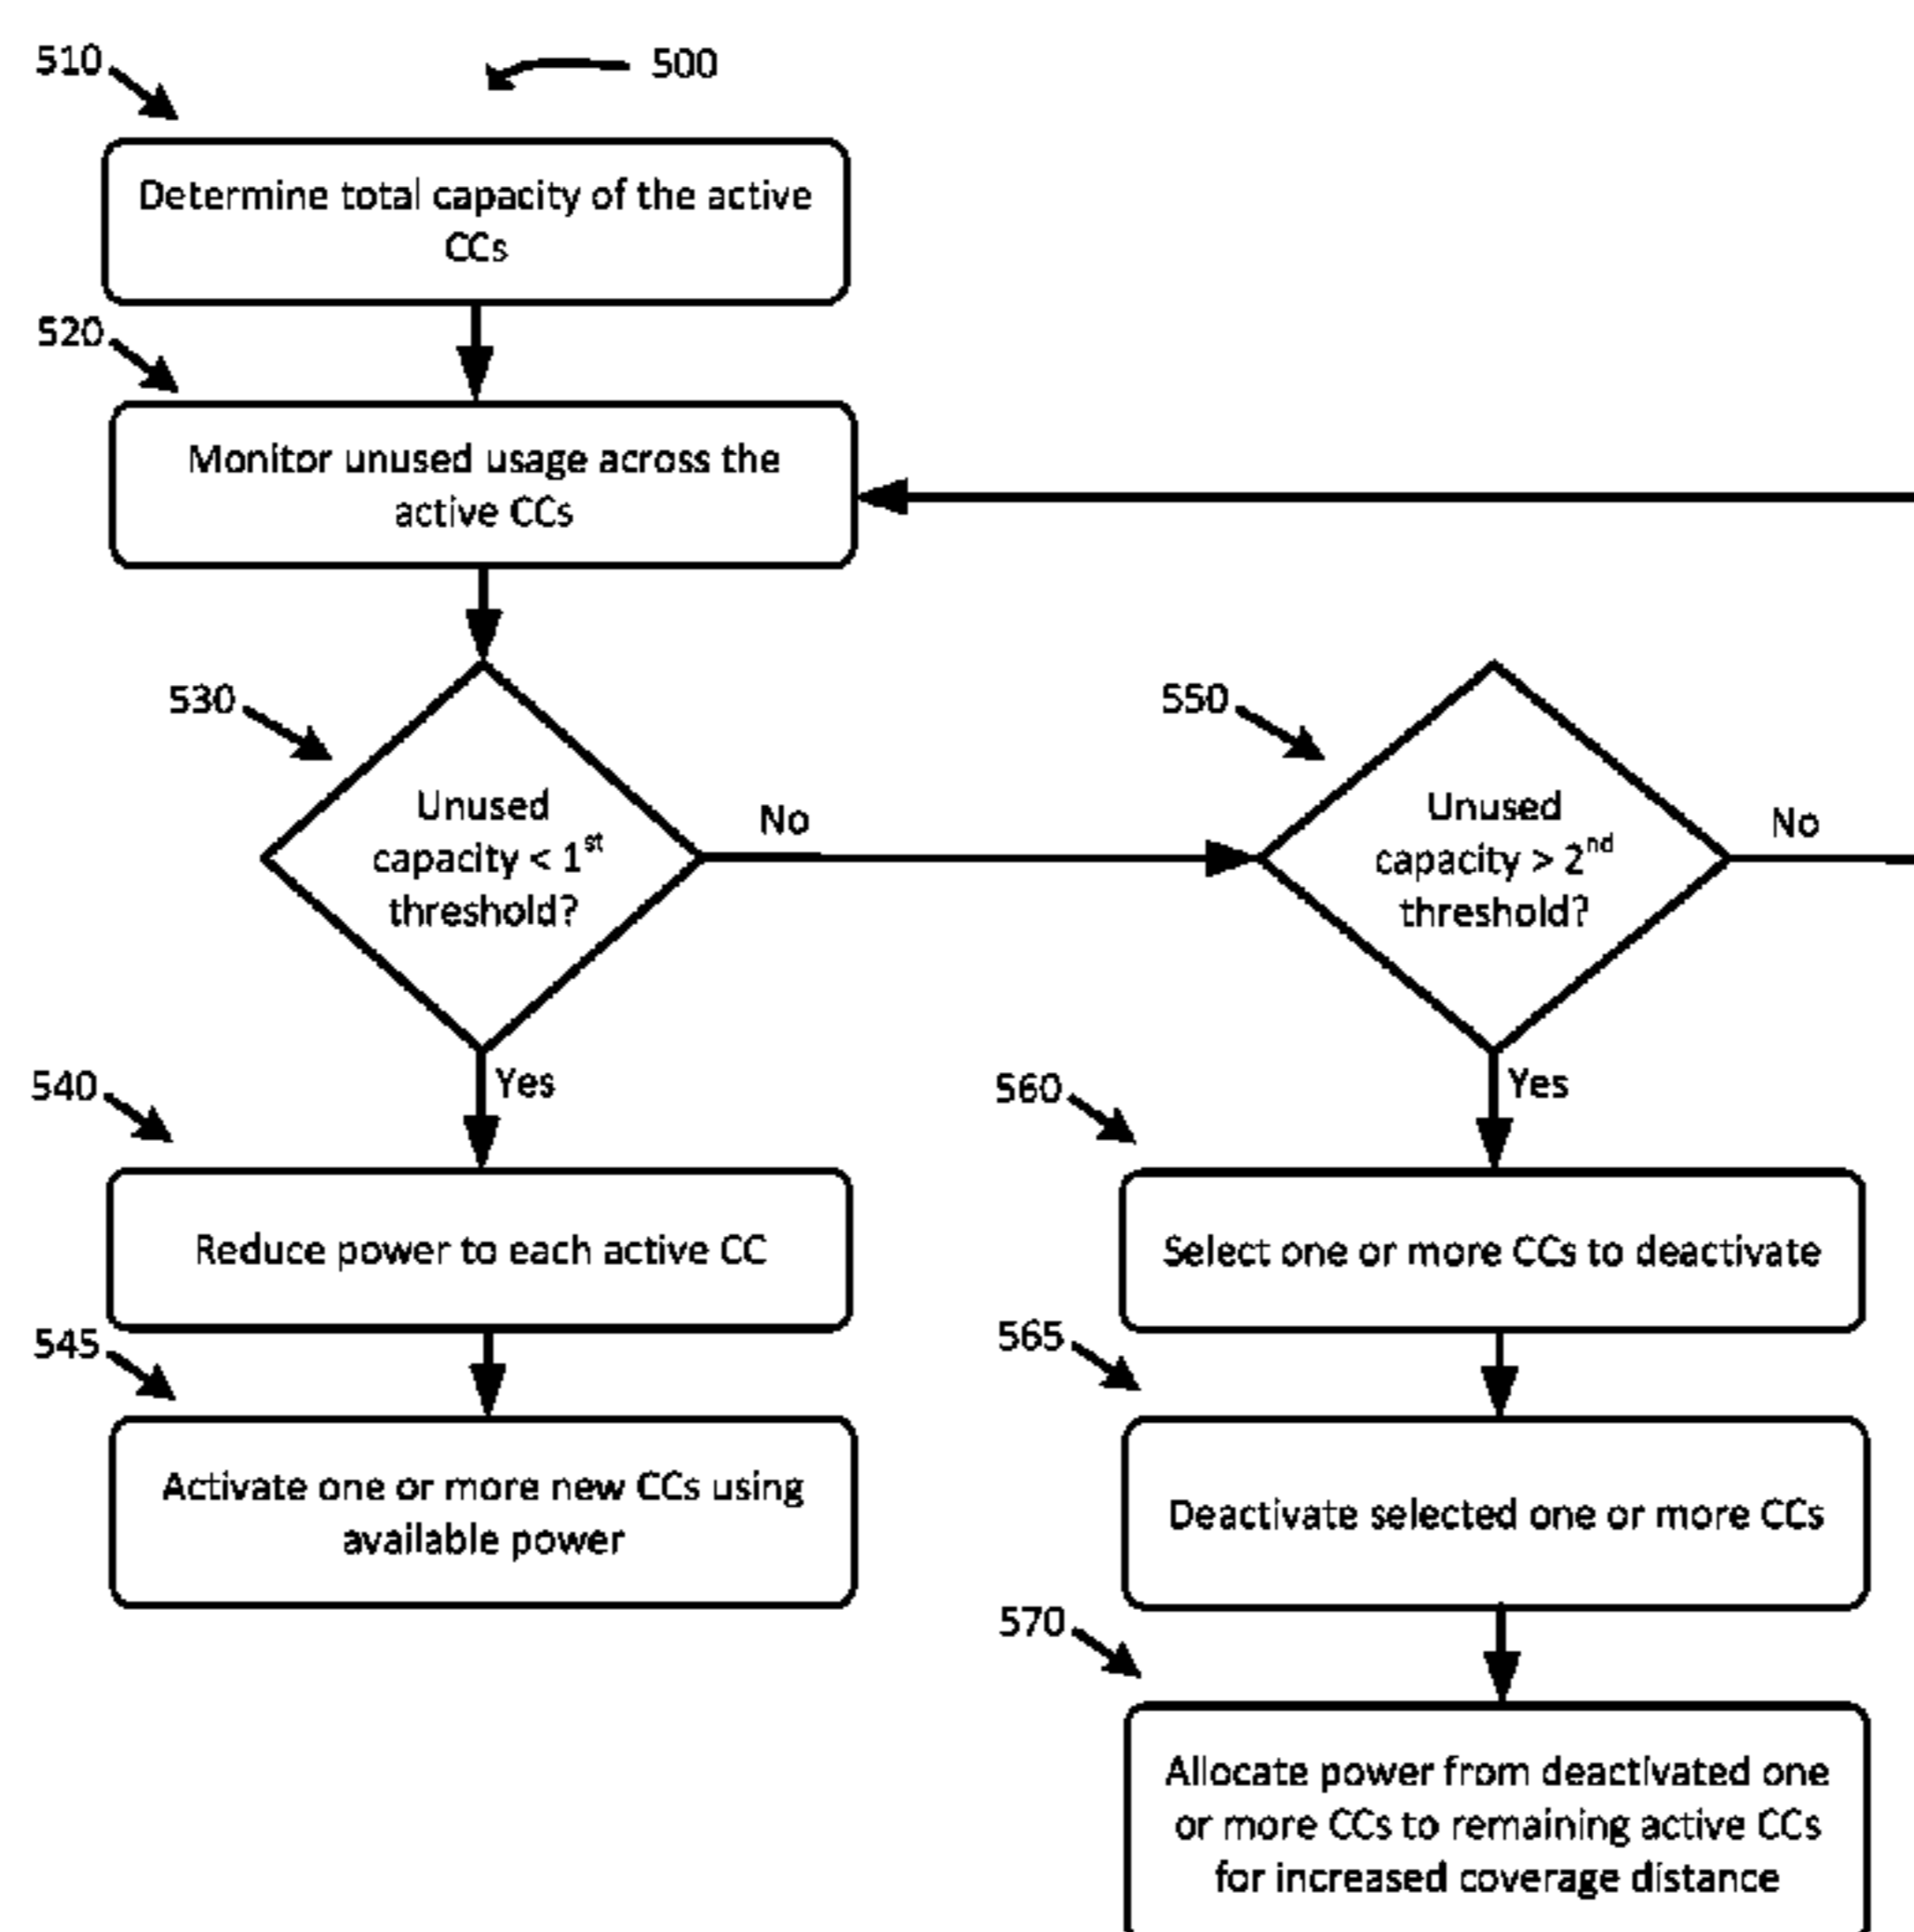 510
500
Determine total capacity of the active
CCs
520
Monitor unused usage across the
active CCs
530
Unused
capacity < 1st
threshold?
No
550
Unused
capacity > 2nd
threshold?
No
Yes
540
Reduce power to each active CC
545
Activate one or more new CCs using
available power
Yes
560
Select one or more CCs to deactivate
565
Deactivate selected one or more CCs
570
Allocate power from deactivated one
or more CCs to remaining active CCs
for increased coverage distance